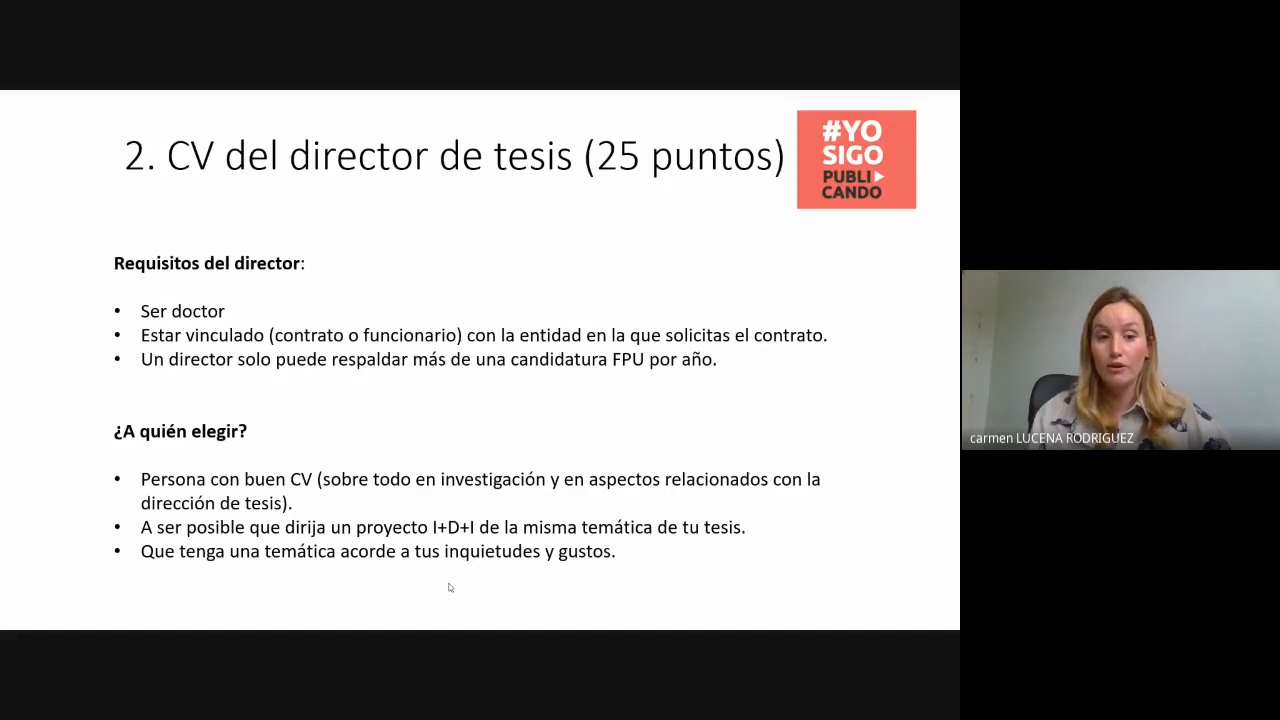 2. CV del director de tesis (25 puntos)
#YO
SIGO
PUBLI
CANDO
Requisitos del director:
• Ser doctor
• Estar vinculado (contrato o funcionario) con la entidad en la que solicitas el contrato.
• Un director solo puede respaldar más de una candidatura FPU por año.
¿A quién elegir?
• Persona con buen CV (sobre todo en investigación y en aspectos relacionados con la
dirección de tesis).
• A ser posible que dirija un proyecto I+D+I de la misma temática de tu tesis.
• Que tenga una temática acorde a tus inquietudes y gustos.
carmen LUCENA RODRIGUEZ